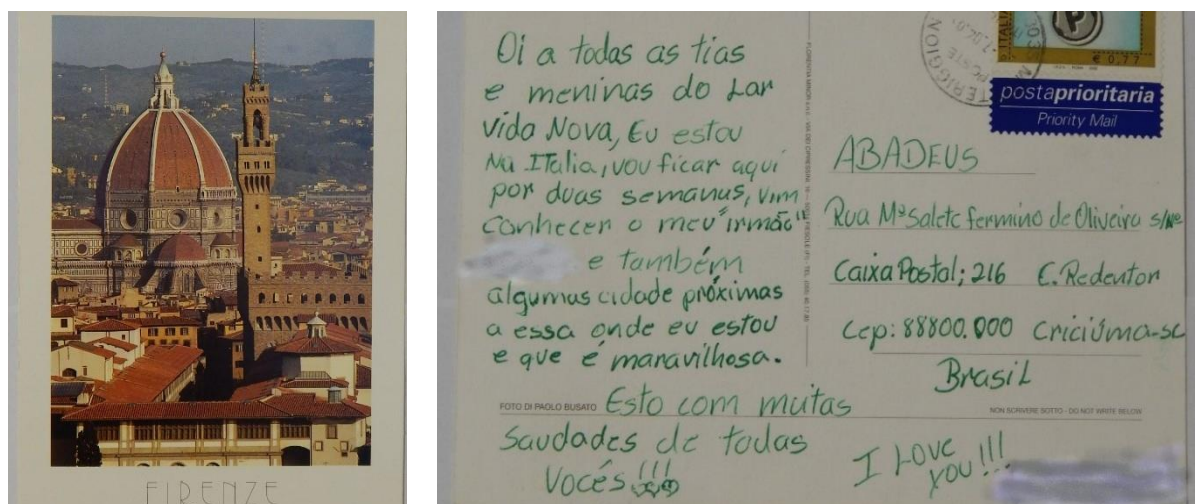 FIRENZE
Oi a todas as tias
e meninas do Lar
Vida Nova, Eu estou
Na ITalia, vou ficar aqui
por duas semanas, vim
Conhecer o meu "irmão"
e também
algumas cidade próximas
a essa onde eu estou
e que é maravilhosa.
FOTO DI PAOLO BUSATO
Esto com muitas
saudades de todas
Vocês!!!
ITALIA
€ 0,77
postaprioritaria
Priority Mail
ABADEUS
Rua Mª Salete fermino de Oliveira s/Nº
Caixa Postal; 216 C. Redentor
Cep: 88800.000 Criciúma-SC
Brasil
NON SCRIVERE SOTTO - DO NOT WRITE BELOW
I LOVE
YOU!!!